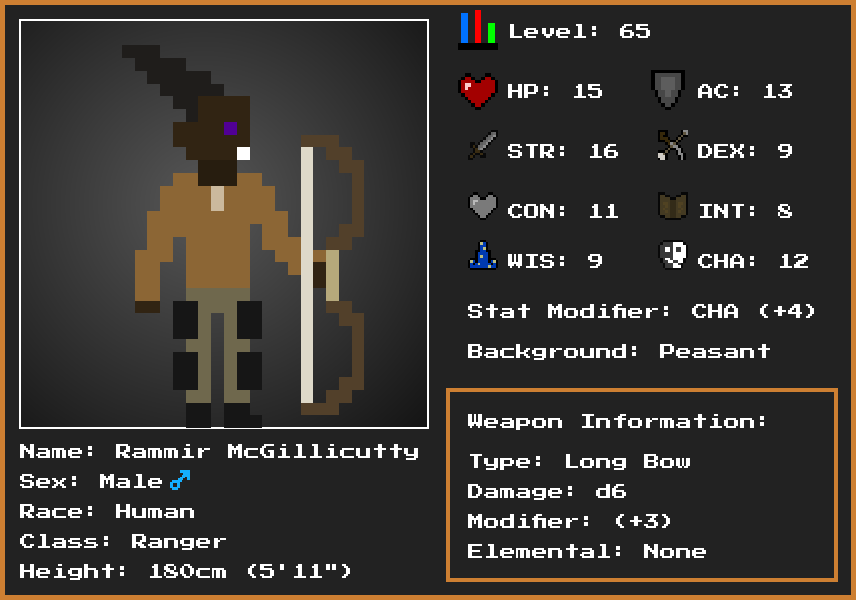 Level: 65
HP: 15 AC: 13
STR: 16 DEX: 9
CON: 11 INT: 8
WIS: 9 CHA: 12
Stat Modifier: CHA (+4)
Background: Peasant
Weapon Information:
Type: Long Bow
Damage: d6
Modifier: (+3)
Elemental: None
Name: Rammir McGillicutty
Sex: Male ♂
Race: Human
Class: Ranger
Height: 180cm (5'11")